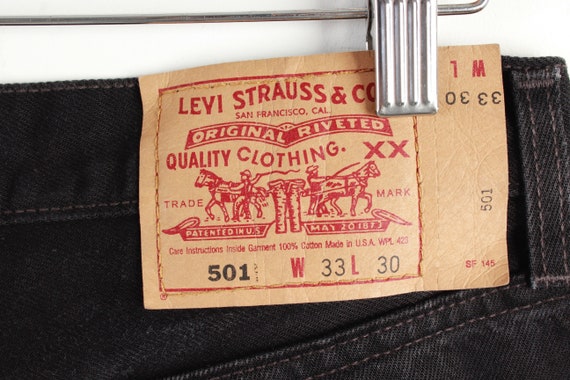 LEVI STRAUSS & CO
SAN FRANCISCO, CAL.
ORIGINAL RIVETED
QUALITY CLOTHING. XX
TRADE MARK
PATENTED IN U.S. MAY 20 1873
Care Instructions Inside Garment 100% Cotton Made in U.S.A. WPL 423
501 W 33 L 30
®
W L
33 30
501
SF 145